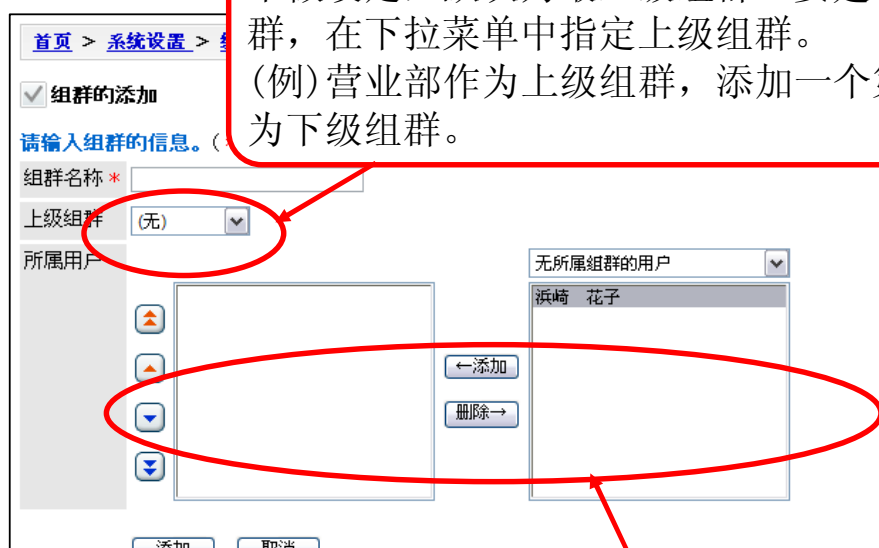 群，在下拉菜单中指定上级组群。
(例)营业部作为上级组群，添加一个
为下级组群。
首页 > 系统设置 >
组群的添加
请输入组群的信息。（
组群名称 *
上级组群 (无)
所属用户
无所属组群的用户
浜崎 花子
←添加
删除→
添加 取消